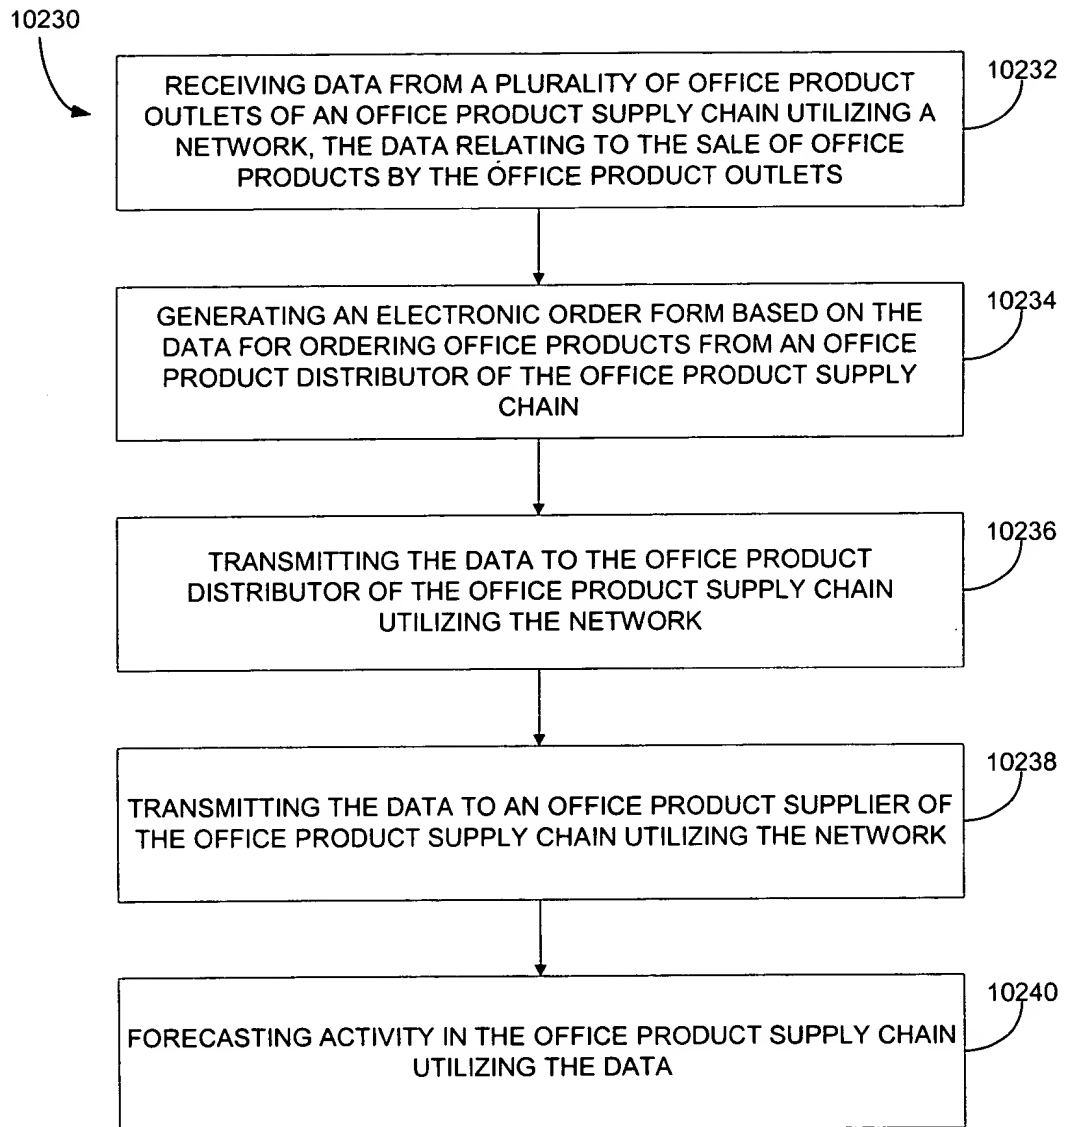 10230
RECEIVING DATA FROM A PLURALITY OF OFFICE PRODUCT
OUTLETS OF AN OFFICE PRODUCT SUPPLY CHAIN UTILIZING A
NETWORK, THE DATA RELATING TO THE SALE OF OFFICE
PRODUCTS BY THE OFFICE PRODUCT OUTLETS
10232
GENERATING AN ELECTRONIC ORDER FORM BASED ON THE
DATA FOR ORDERING OFFICE PRODUCTS FROM AN OFFICE
PRODUCT DISTRIBUTOR OF THE OFFICE PRODUCT SUPPLY
CHAIN
10234
TRANSMITTING THE DATA TO THE OFFICE PRODUCT
DISTRIBUTOR OF THE OFFICE PRODUCT SUPPLY CHAIN
UTILIZING THE NETWORK
10236
TRANSMITTING THE DATA TO AN OFFICE PRODUCT SUPPLIER OF
THE OFFICE PRODUCT SUPPLY CHAIN UTILIZING THE NETWORK
10238
FORECASTING ACTIVITY IN THE OFFICE PRODUCT SUPPLY CHAIN
UTILIZING THE DATA
10240